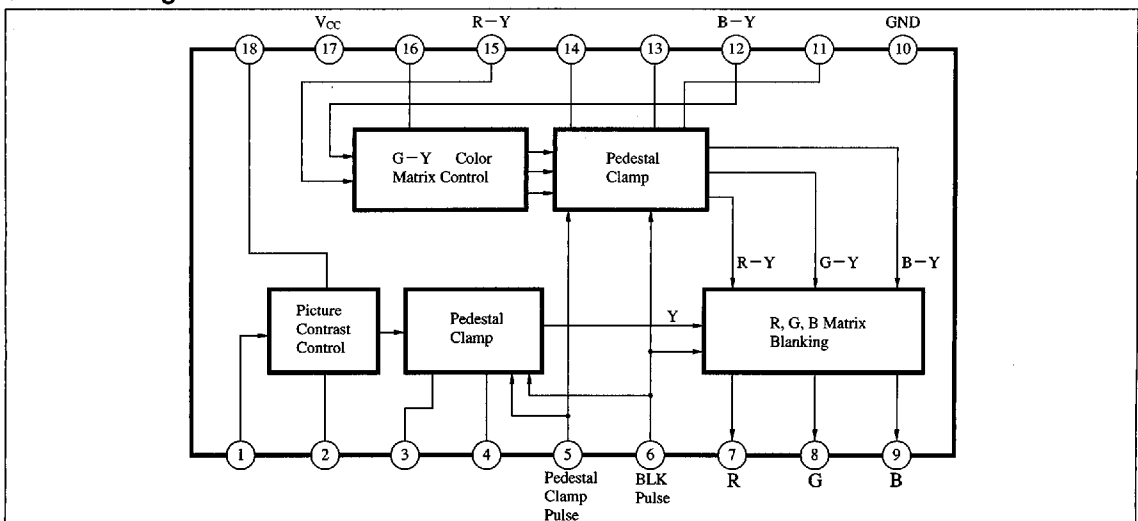 V_CC R－Y B－Y GND
18 17 16 15 14 13 12 11 10
G－Y Color
Matrix Control
Pedestal
Clamp
R－Y G－Y B－Y
Picture
Contrast
Control
Pedestal
Clamp
Y
R, G, B Matrix
Blanking
1 2 3 4 5 6 7 8 9
Pedestal
Clamp
Pulse
BLK
Pulse
R G B